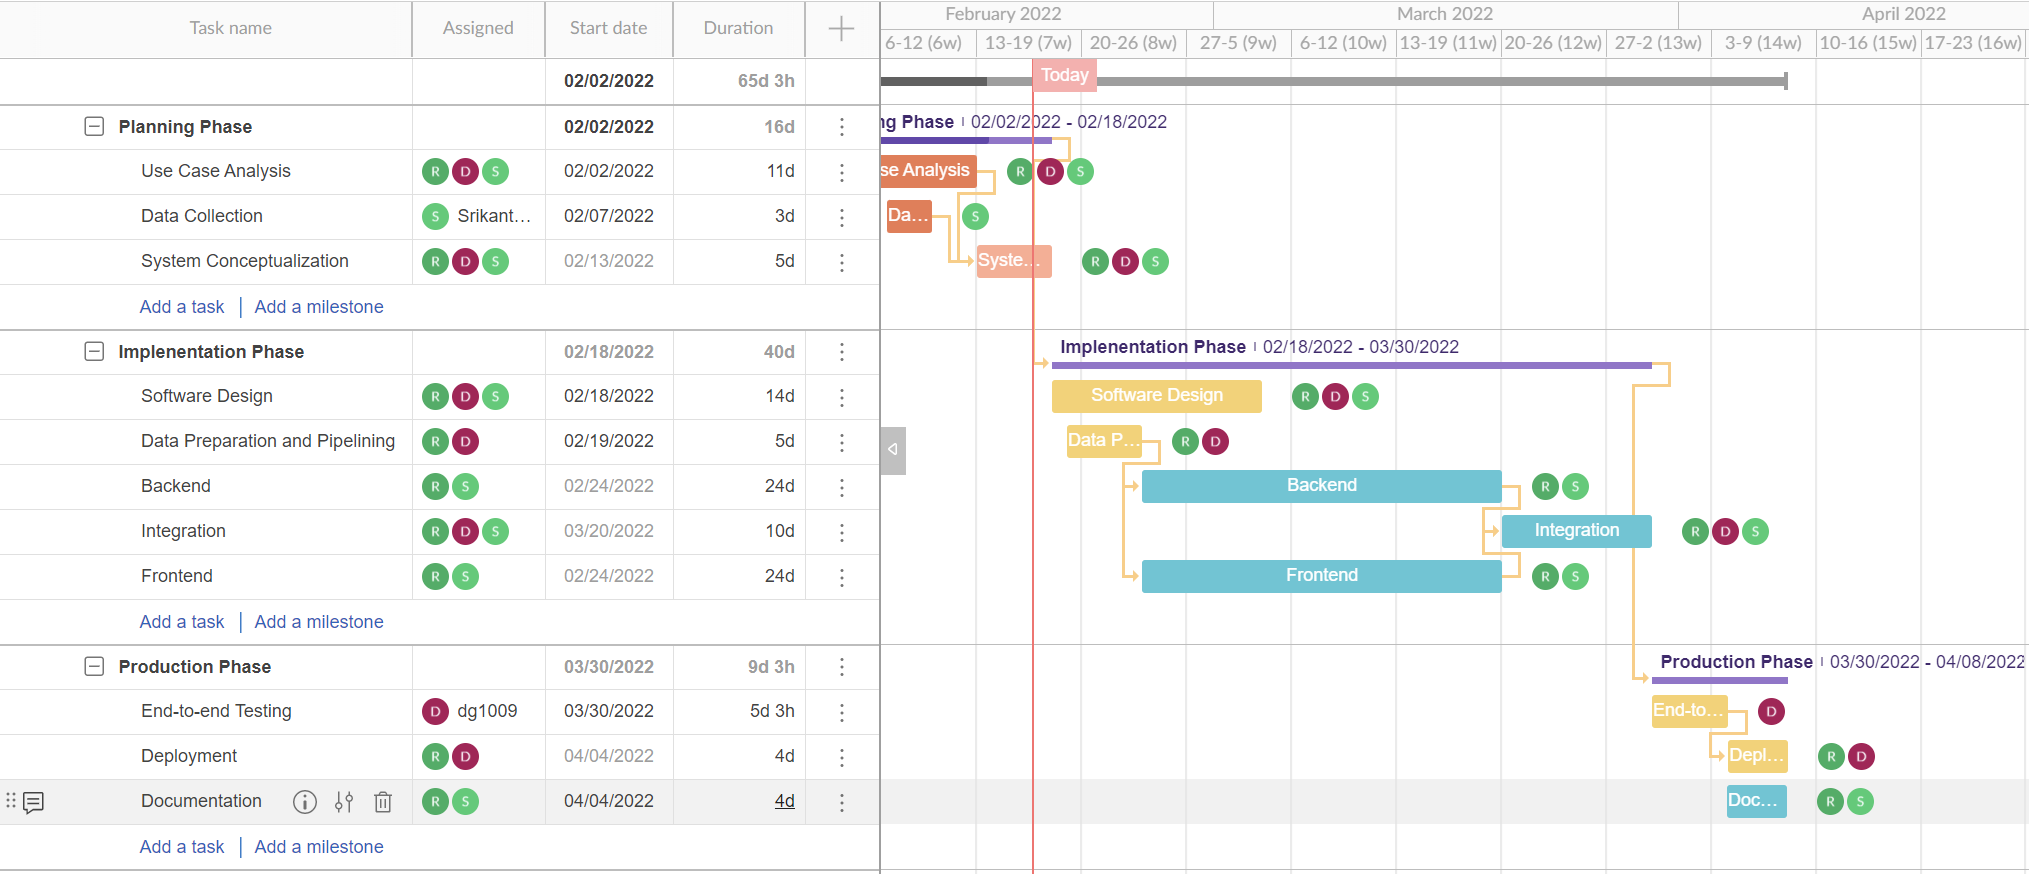 Task name Assigned Start date Duration
February 2022 March 2022 April 2022
6-12 (6w) 13-19 (7w) 20-26 (8w) 27-5 (9w) 6-12 (10w) 13-19 (11w) 20-26 (12w) 27-2 (13w) 3-9 (14w) 10-16 (15w) 17-23 (16w)
02/02/2022 65d 3h Today
Planning Phase 02/02/2022 16d ng Phase 02/02/2022 - 02/18/2022
Use Case Analysis R D S 02/02/2022 11d se Analysis R D S
Data Collection S Srikant... 02/07/2022 3d Da... S
System Conceptualization R D S 02/13/2022 5d Syste... R D S
Add a task | Add a milestone
Implenentation Phase 02/18/2022 40d Implenentation Phase 02/18/2022 - 03/30/2022
Software Design R D S 02/18/2022 14d Software Design R D S
Data Preparation and Pipelining R D 02/19/2022 5d Data P... R D
Backend R S 02/24/2022 24d Backend R S
Integration R D S 03/20/2022 10d Integration R D S
Frontend R S 02/24/2022 24d Frontend R S
Add a task | Add a milestone
Production Phase 03/30/2022 9d 3h Production Phase 03/30/2022 - 04/08/2022
End-to-end Testing D dg1009 03/30/2022 5d 3h End-to... D
Deployment R D 04/04/2022 4d Depl... R D
Documentation R S 04/04/2022 4d Doc... R S
Add a task | Add a milestone